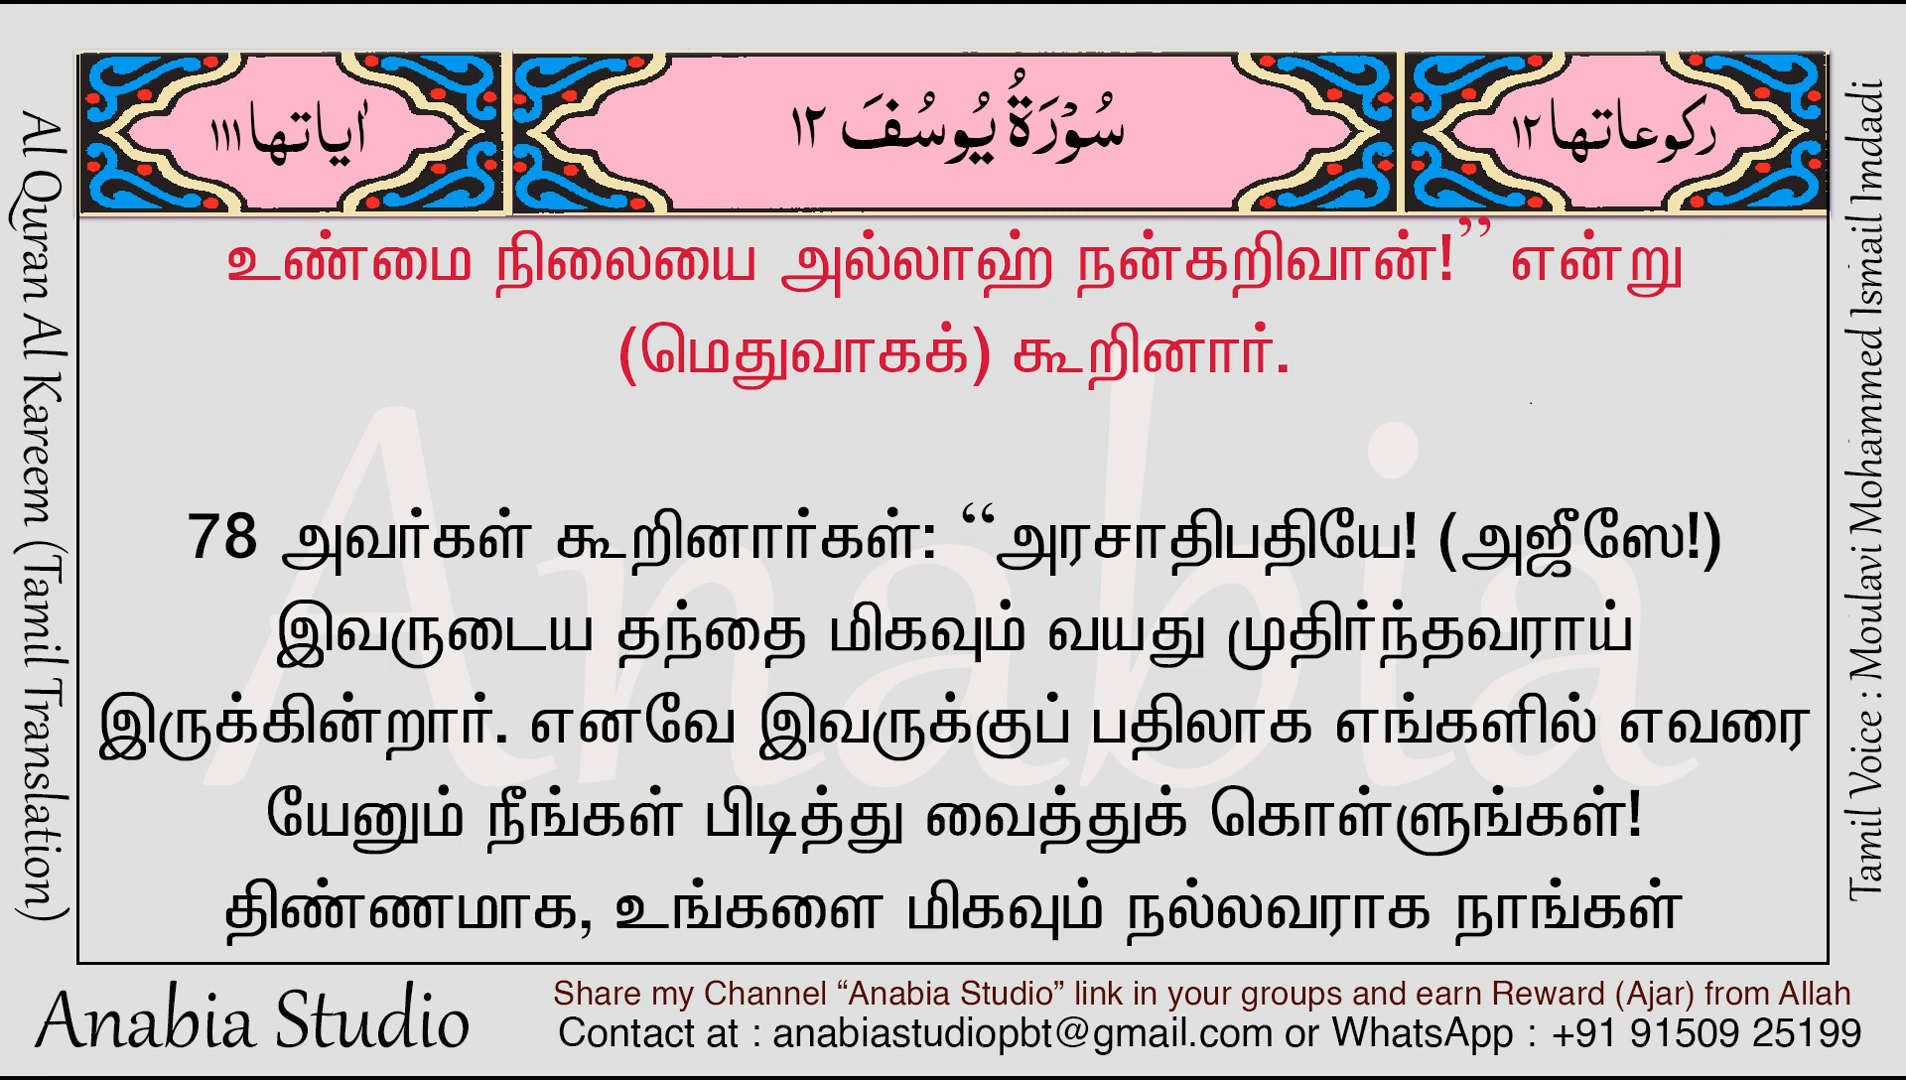 اٰیاتها ۱۱۱
سُوْرَةُ يُوسُفَ ۱۲
رکوعاتها ۱۲
Al Quran Al Kareem (Tamil Translation)
உண்மை நிலையை அல்லாஹ் நன்கறிவான்!’’ என்று
(மெதுவாகக்) கூறினார்.
78 அவர்கள் கூறினார்கள்: ‘‘அரசாதிபதியே! (அஜீஸே!)
இவருடைய தந்தை மிகவும் வயது முதிர்ந்தவராய்
இருக்கின்றார். எனவே இவருக்குப் பதிலாக எங்களில் எவரை
யேனும் நீங்கள் பிடித்து வைத்துக் கொள்ளுங்கள்!
திண்ணமாக, உங்களை மிகவும் நல்லவராக நாங்கள்
Anabia
Tamil Voice : Moulavi Mohammed Ismail Imdadi
Anabia Studio
Share my Channel “Anabia Studio” link in your groups and earn Reward (Ajar) from Allah
Contact at : anabiastudiopbt@gmail.com or WhatsApp : +91 91509 25199